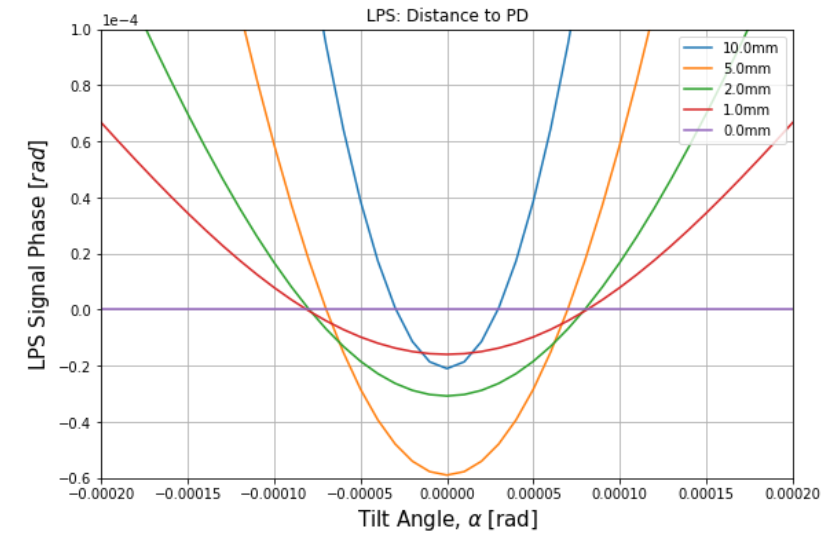 LPS: Distance to PD
1e−4
1.0
0.8
0.6
0.4
0.2
0.0
−0.2
−0.4
−0.6
LPS Signal Phase [rad]
10.0mm
5.0mm
2.0mm
1.0mm
0.0mm
−0.00020 −0.00015 −0.00010 −0.00005 0.00000 0.00005 0.00010 0.00015 0.00020
Tilt Angle, α [rad]